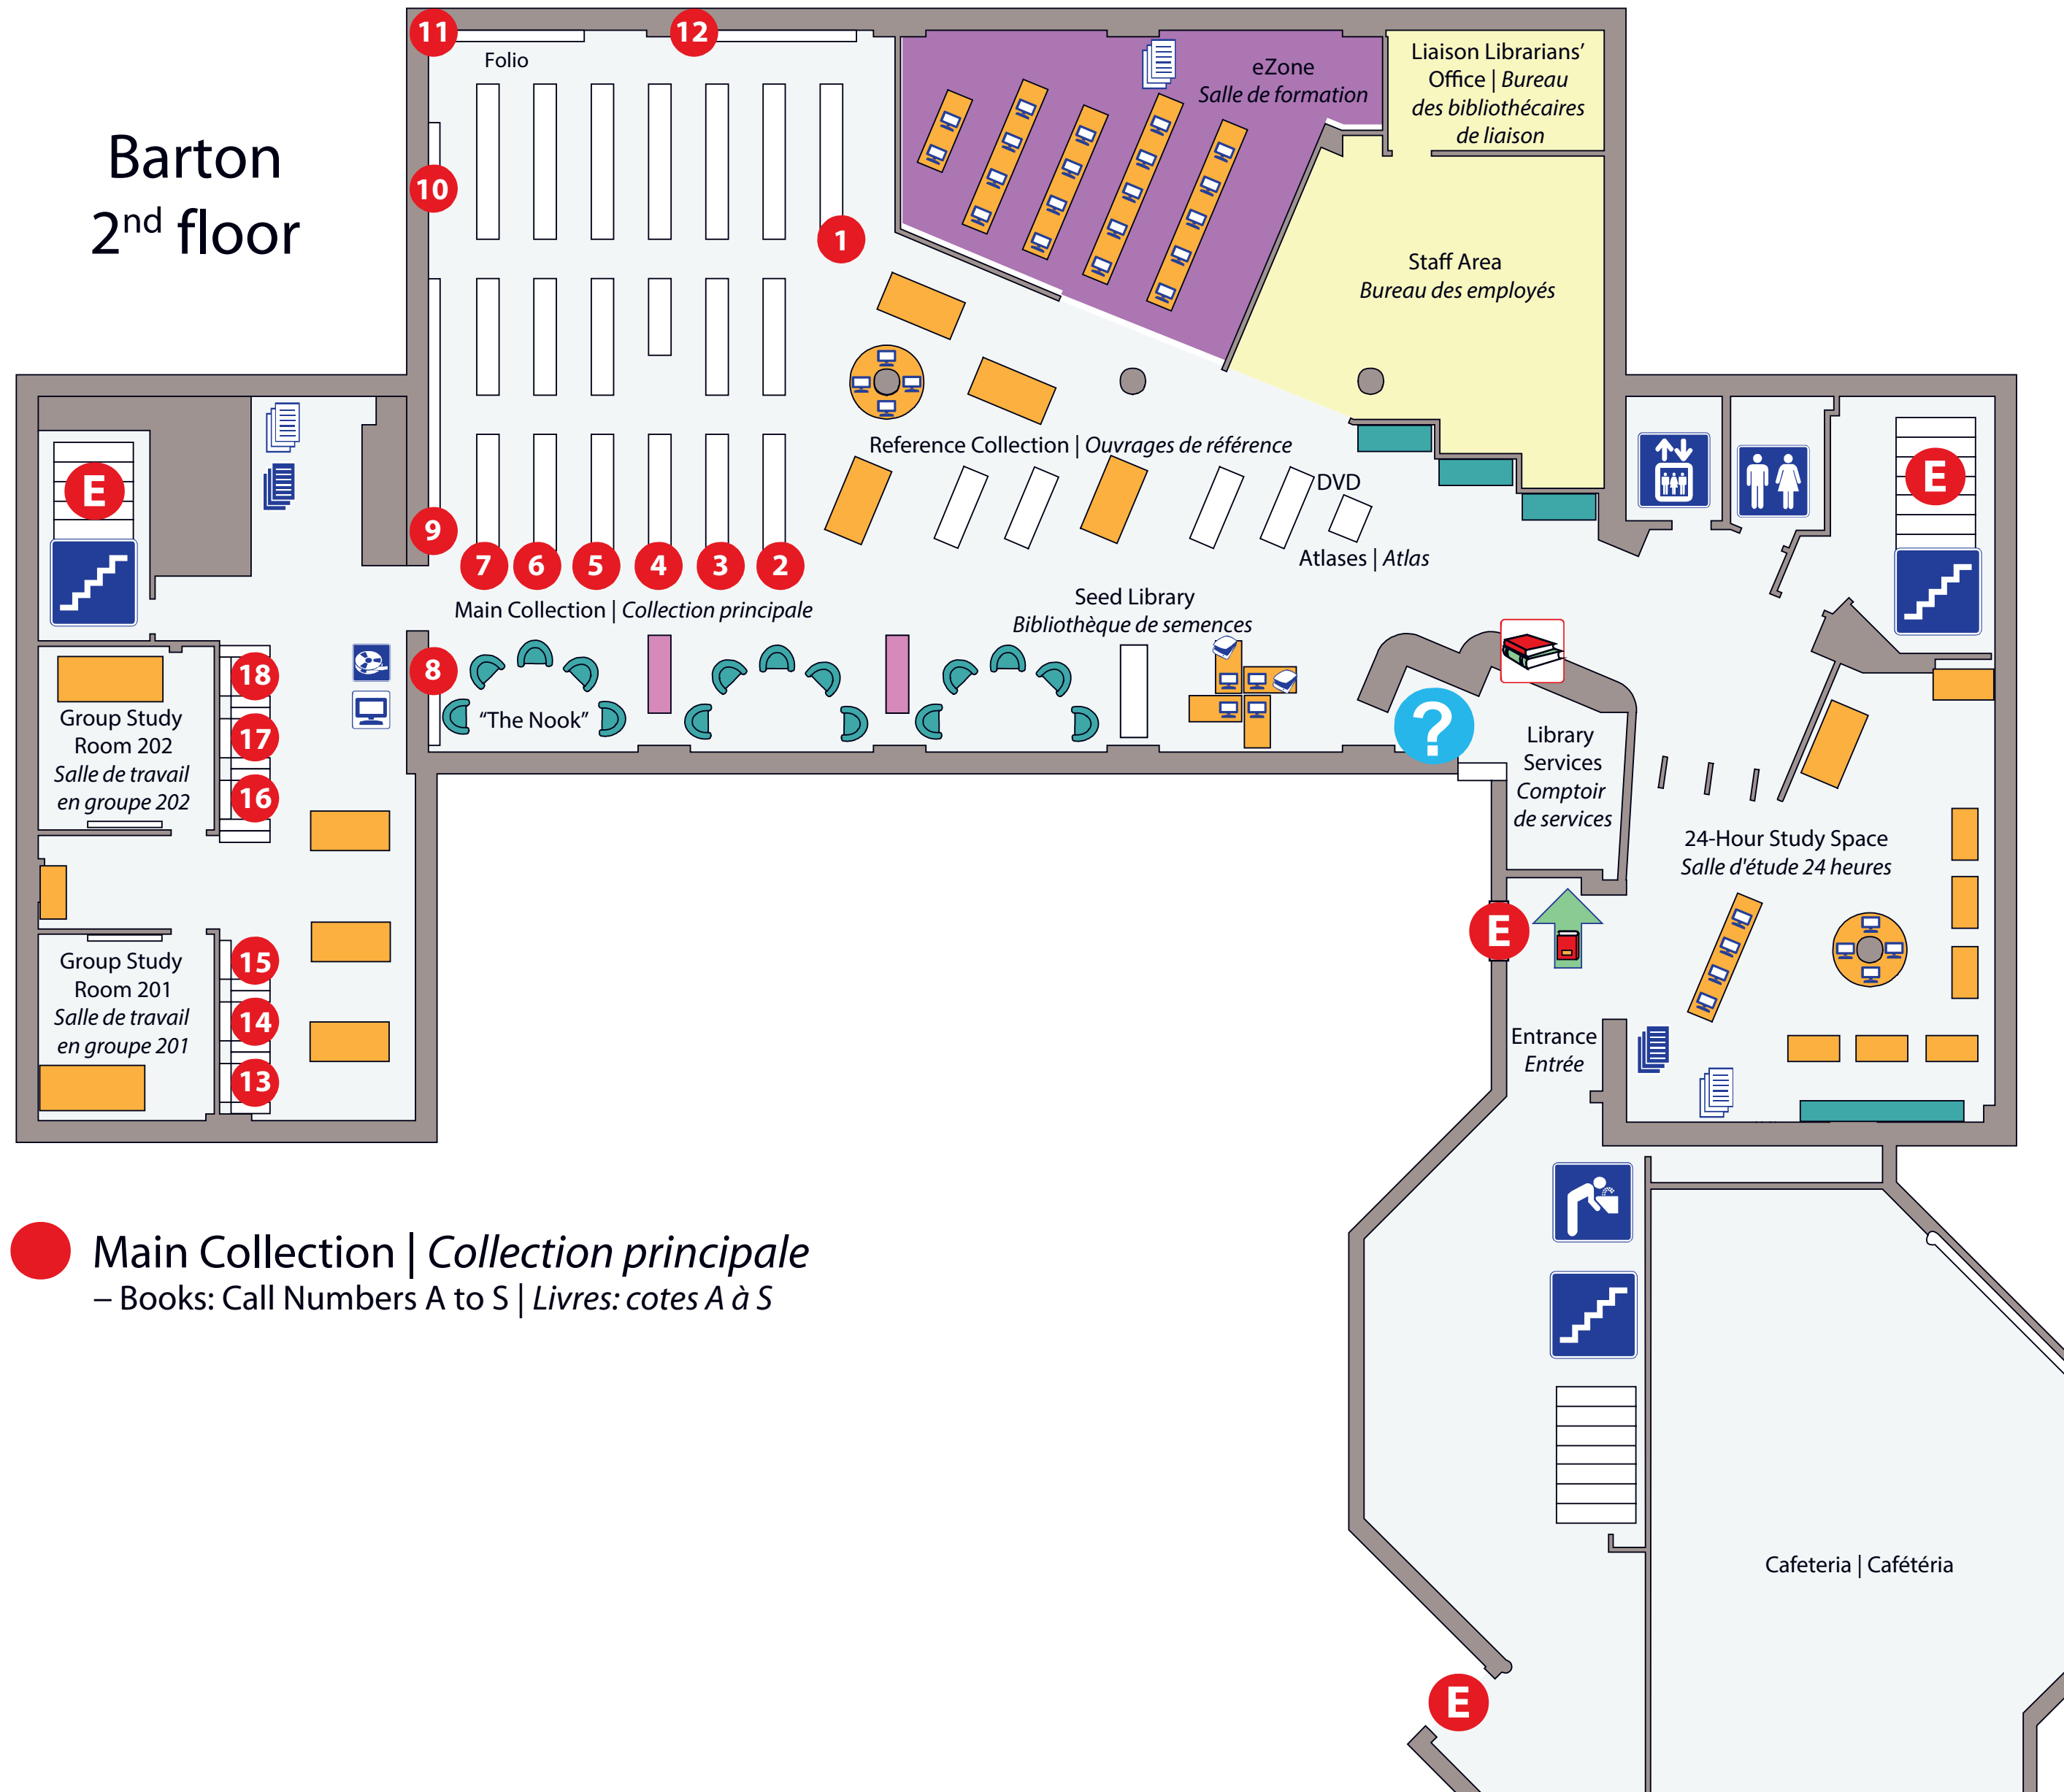 Barton
2nd floor
11
12
Folio
10
1
9
7
6
5
4
3
2
Main Collection | Collection principale
8
"The Nook"
eZone
Salle de formation
Liaison Librarians'
Office | Bureau
des bibliothécaires
de liaison
Staff Area
Bureau des employés
Reference Collection | Ouvrages de référence
DVD
Atlases | Atlas
Seed Library
Bibliothèque de semences
E
E
18
17
16
Group Study
Room 202
Salle de travail
en groupe 202
15
14
13
Group Study
Room 201
Salle de travail
en groupe 201
?
Library
Services
Comptoir
de services
24-Hour Study Space
Salle d'étude 24 heures
E
Entrance
Entrée
Main Collection | Collection principale
– Books: Call Numbers A to S | Livres: cotes A à S
Cafeteria | Cafétéria
E